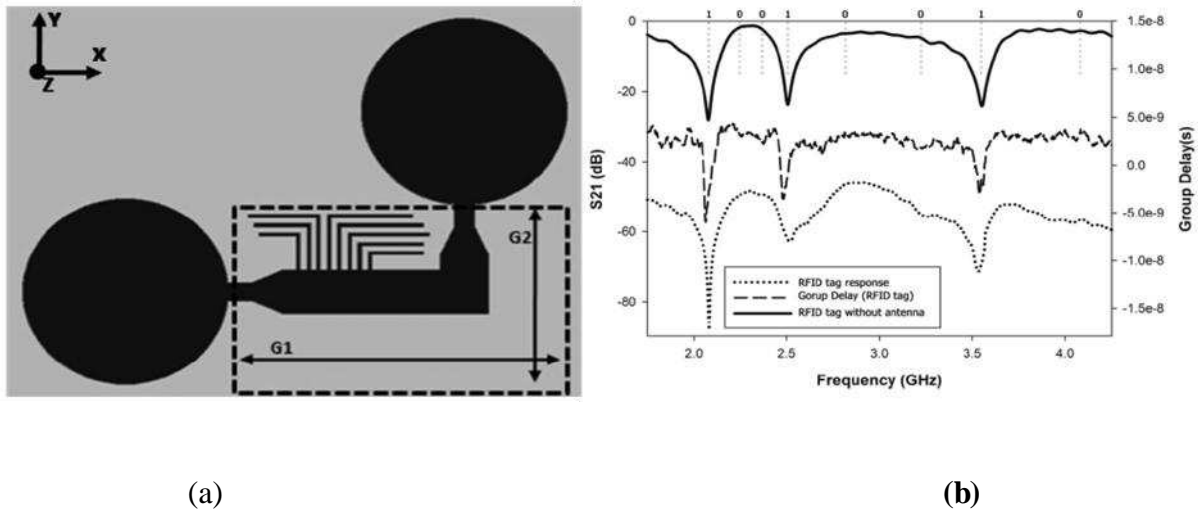 Y
X
Z
G2
G1
(a)
1 0 0 1 0 0 1 0
0
-20
-40
-60
-80
S21 (dB)
1.5e-8
1.0e-8
5.0e-9
0.0
-5.0e-9
-1.0e-8
-1.5e-8
Group Delay(s)
RFID tag response
Gorup Delay (RFID tag)
RFID tag without antenna
2.0 2.5 3.0 3.5 4.0
Frequency (GHz)
(b)